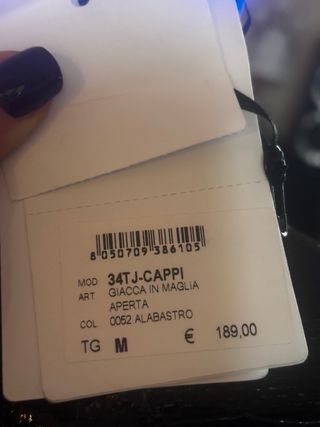 8 050709 386105
MOD 34TJ-CAPPI
ART GIACCA IN MAGLIA
APERTA
COL 0052 ALABASTRO
TG M € 189,00